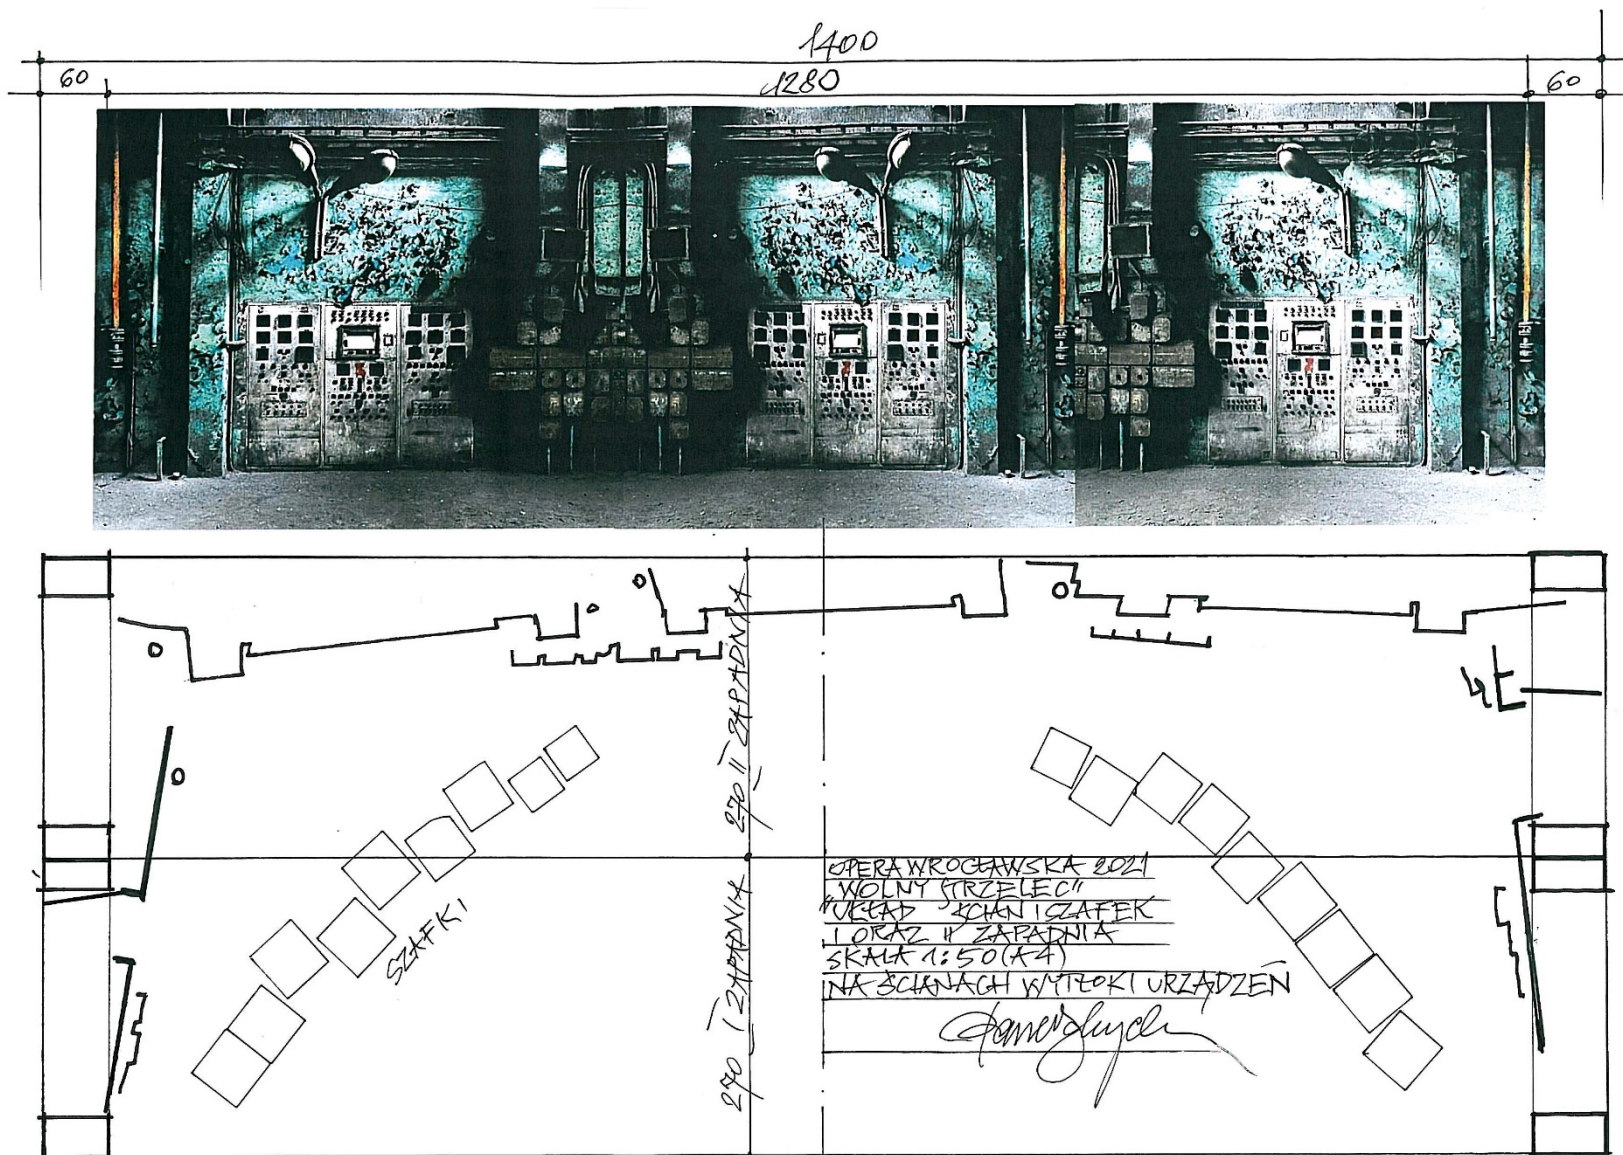 1400
60 1280 60
270 II ZAPADNIA
270 I ZAPADNIA
SZAFKI
OPERA WROCŁAWSKA 2021
"WOLNY STRZELEC"
UKŁAD ŚCIAN I SZAFEK
I ORAZ II ZAPADNIA
SKALA 1:50 (A4)
NA ŚCIANACH WYTŁOKI URZĄDZEŃ